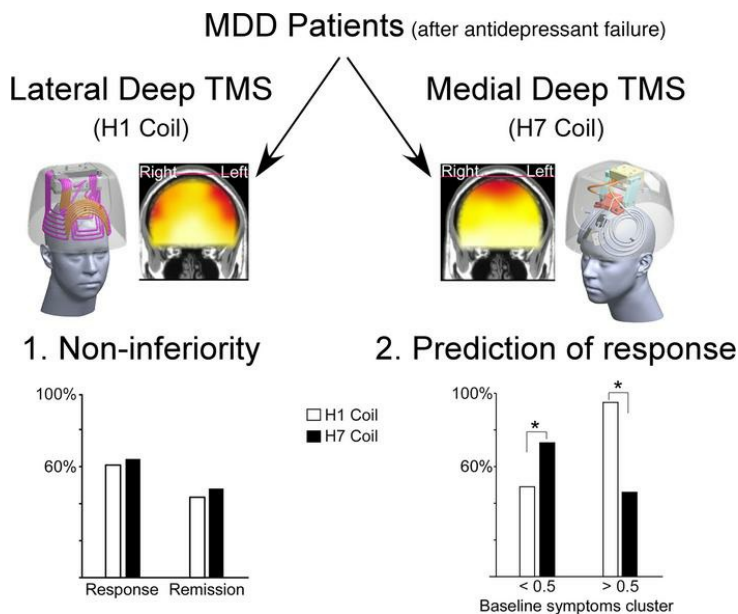 MDD Patients (after antidepressant failure)
Lateral Deep TMS
(H1 Coil)
Medial Deep TMS
(H7 Coil)
Right Left
Right Left
1. Non-inferiority
2. Prediction of response
100%
60%
Response Remission
H1 Coil
H7 Coil
100%
60%
* *
< 0.5 > 0.5
Baseline symptoms cluster